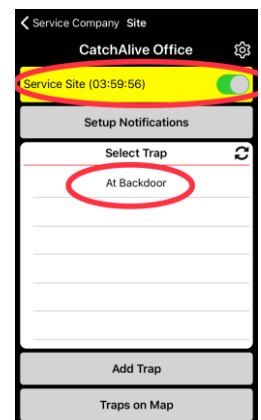 Service Company Site
CatchAlive Office
Service Site (03:59:56)
Setup Notifications
Select Trap
At Backdoor
Add Trap
Traps on Map